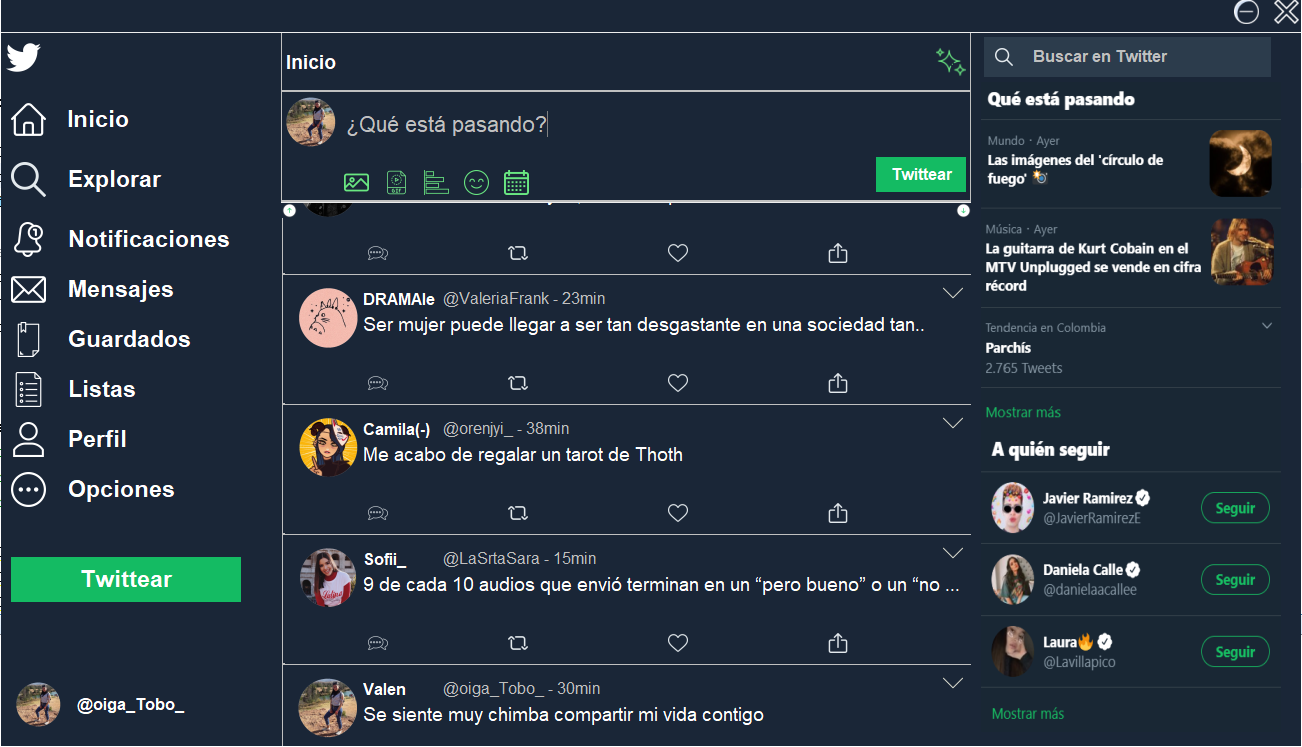 Inicio
Explorar
Notificaciones
Mensajes
Guardados
Listas
Perfil
Opciones
Twittear
@oiga_Tobo_
Inicio
¿Qué está pasando?
GIF
Twittear
DRAMAle @ValeriaFrank - 23min
Ser mujer puede llegar a ser tan desgastante en una sociedad tan..
Camila(-) @orenjyi_ - 38min
Me acabo de regalar un tarot de Thoth
Sofii_ @LaSrtaSara - 15min
9 de cada 10 audios que envió terminan en un “pero bueno” o un “no ...
Valen @oiga_Tobo_ - 30min
Se siente muy chimba compartir mi vida contigo
Buscar en Twitter
Qué está pasando
Mundo · Ayer
Las imágenes del 'círculo de
fuego' 📸
Música · Ayer
La guitarra de Kurt Cobain en el
MTV Unplugged se vende en cifra
récord
Tendencia en Colombia
Parchís
2.765 Tweets
Mostrar más
A quién seguir
Javier Ramirez
@JavierRamirezE
Seguir
Daniela Calle
@danielaacallee
Seguir
Laura🔥
@Lavillapico
Seguir
Mostrar más